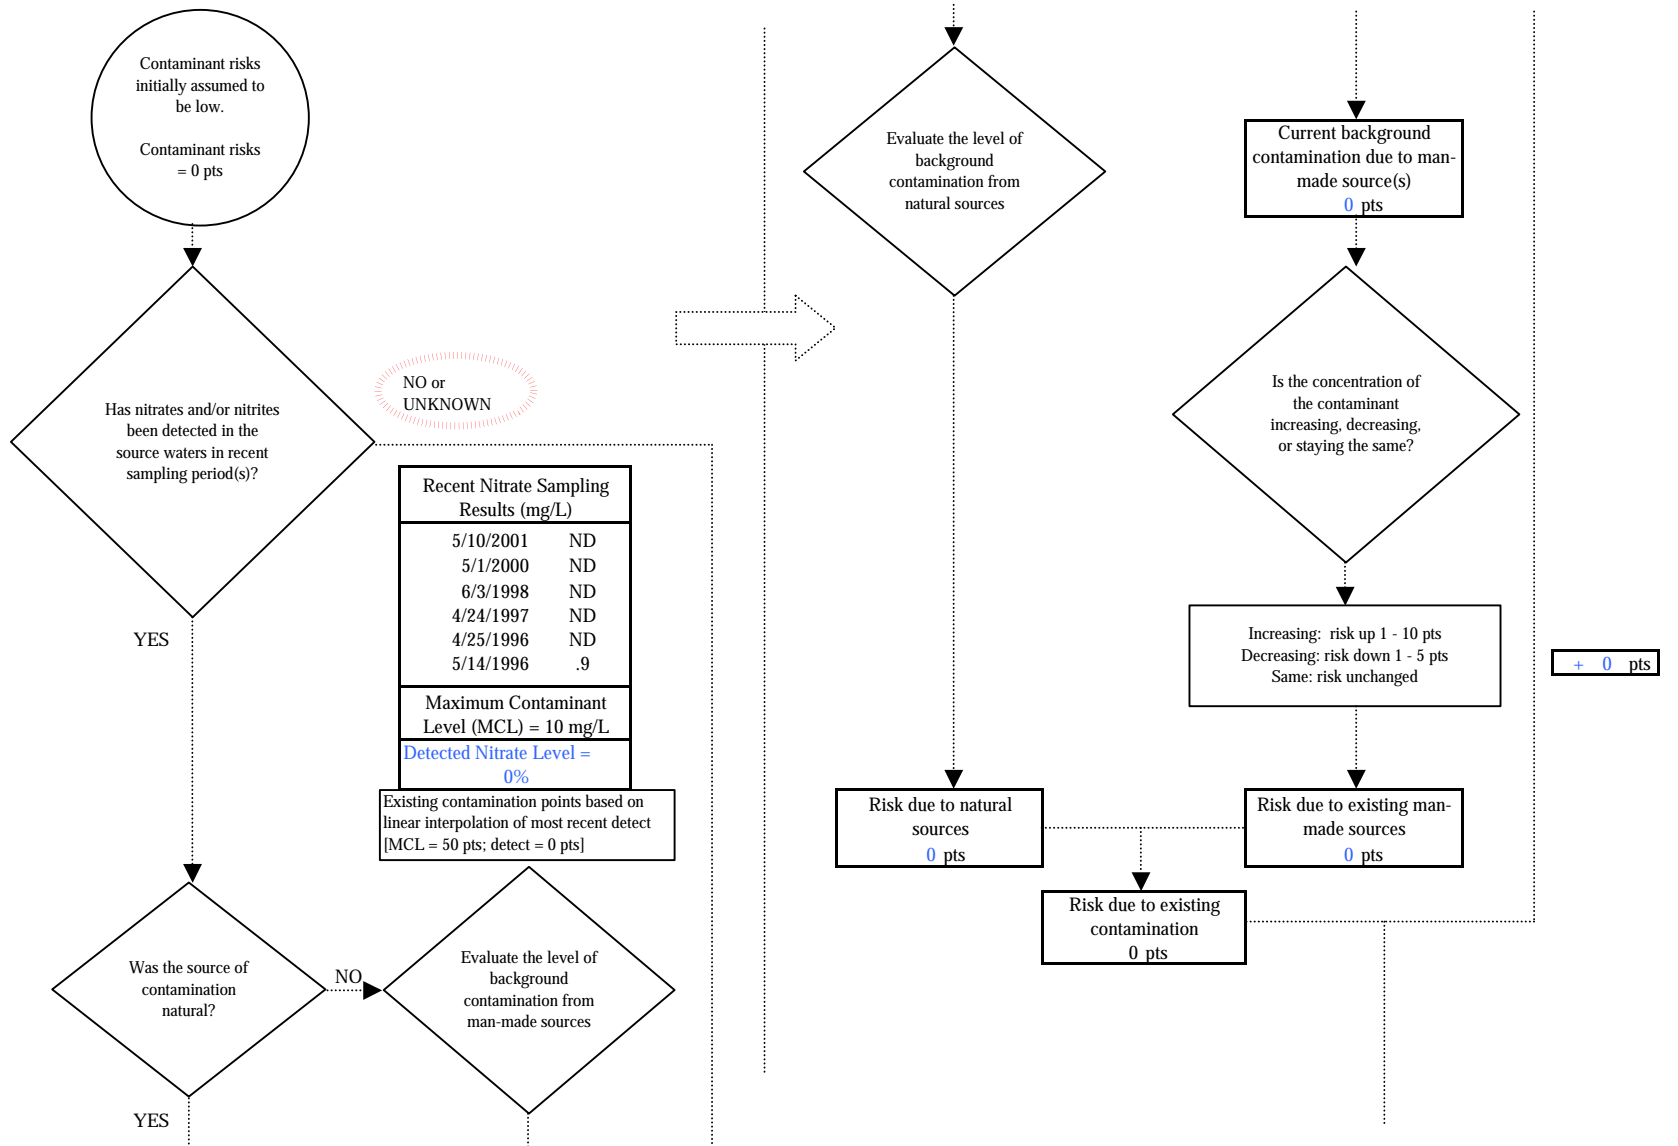 Contaminant risks
initially assumed to
be low.
Contaminant risks
= 0 pts
Has nitrates and/or nitrites
been detected in the
source waters in recent
sampling period(s)?
NO or
UNKNOWN
YES
Recent Nitrate Sampling
Results (mg/L)
5/10/2001 ND
5/1/2000 ND
6/3/1998 ND
4/24/1997 ND
4/25/1996 ND
5/14/1996 .9
Maximum Contaminant
Level (MCL) = 10 mg/L
Detected Nitrate Level =
0%
Existing contamination points based on
linear interpolation of most recent detect
[MCL = 50 pts; detect = 0 pts]
Was the source of
contamination
natural?
NO
YES
Evaluate the level of
background
contamination from
man-made sources
Evaluate the level of
background
contamination from
natural sources
Current background
contamination due to man-
made source(s)
0 pts
Is the concentration of
the contaminant
increasing, decreasing,
or staying the same?
Increasing: risk up 1 - 10 pts
Decreasing: risk down 1 - 5 pts
Same: risk unchanged
+ 0 pts
Risk due to natural
sources
0 pts
Risk due to existing man-
made sources
0 pts
Risk due to existing
contamination
0 pts